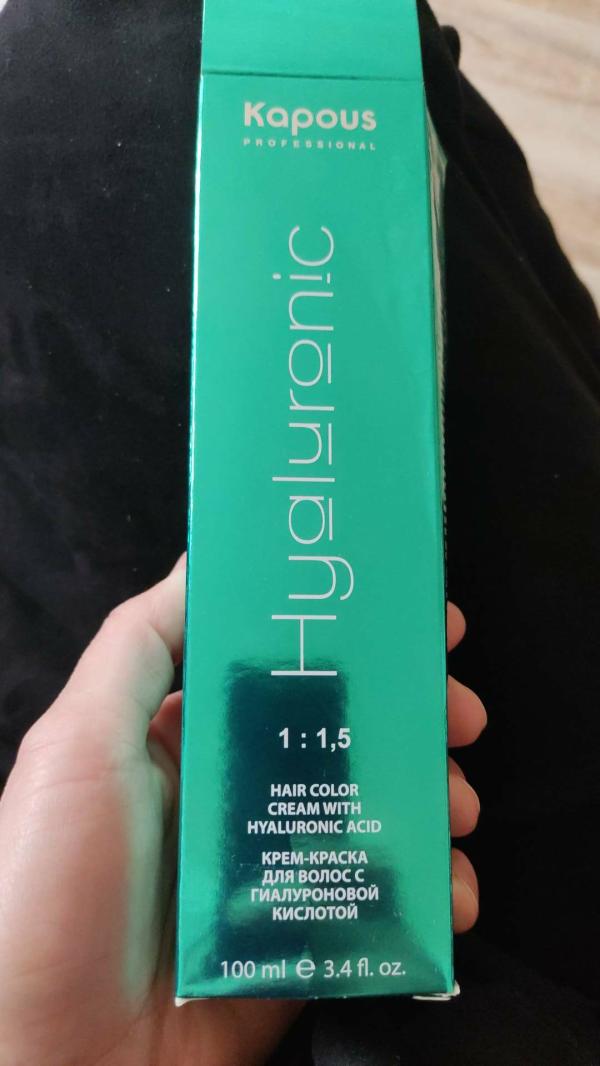 Kapous
PROFESSIONAL
Hyaluronic
1 : 1,5
HAIR COLOR
CREAM WITH
HYALURONIC ACID
КРЕМ-КРАСКА
ДЛЯ ВОЛОС С
ГИАЛУРОНОВОЙ
КИСЛОТОЙ
100 ml ℮ 3.4 fl. oz.